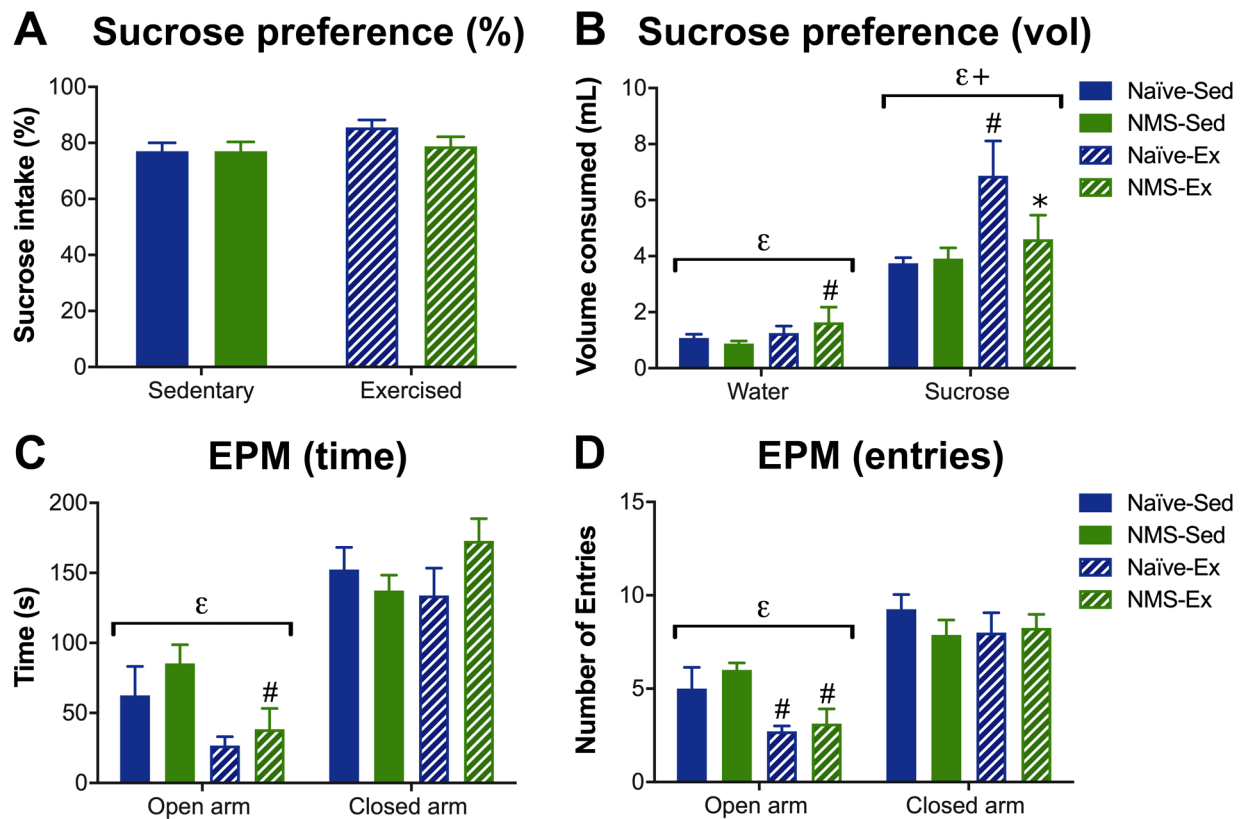 A Sucrose preference (%)
Sucrose intake (%)
100
80
60
40
20
0
Sedentary
Exercised
B Sucrose preference (vol)
Volume consumed (mL)
10
8
6
4
2
0
ε
#
ε +
#
*
Water
Sucrose
Naïve-Sed
NMS-Sed
Naïve-Ex
NMS-Ex
C EPM (time)
Time (s)
200
150
100
50
0
ε
#
Open arm
Closed arm
D EPM (entries)
Number of Entries
15
10
5
0
ε
#
#
Open arm
Closed arm
Naïve-Sed
NMS-Sed
Naïve-Ex
NMS-Ex